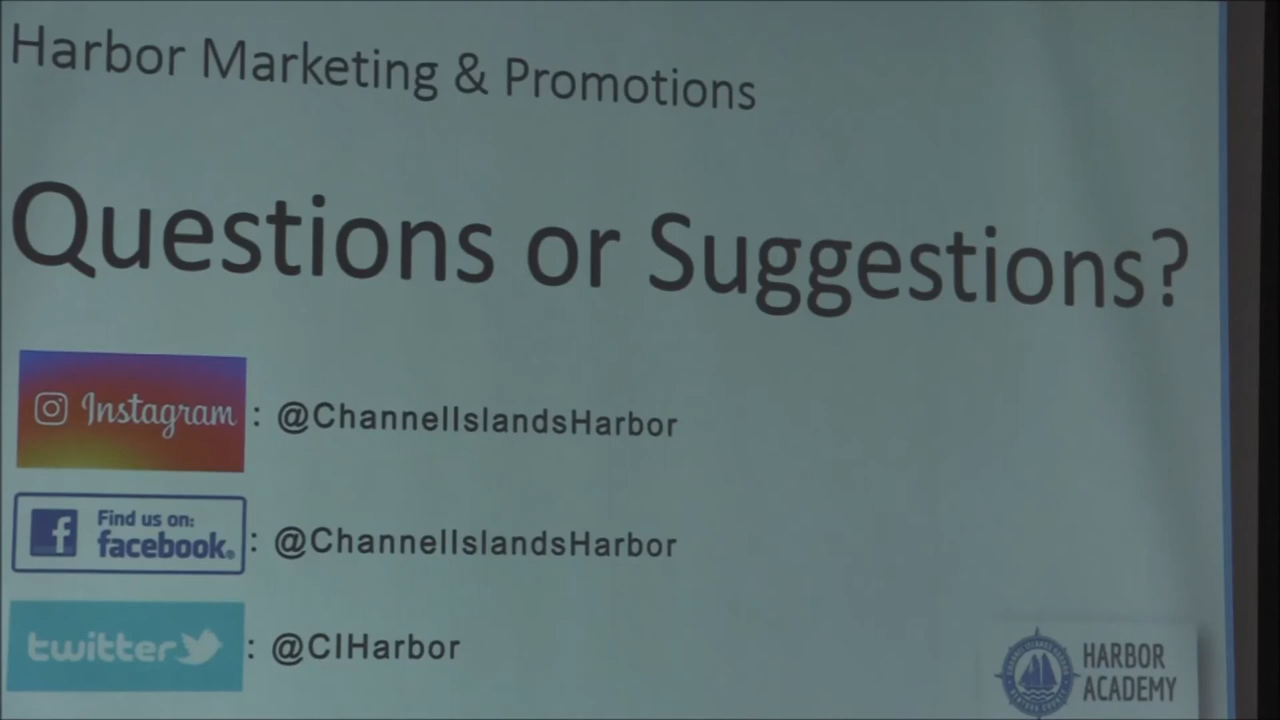 Harbor Marketing & Promotions
Questions or Suggestions?
Instagram : @ChannelIslandsHarbor
Find us on:
facebook. : @ChannelIslandsHarbor
twitter : @CIHarbor
HARBOR
ACADEMY